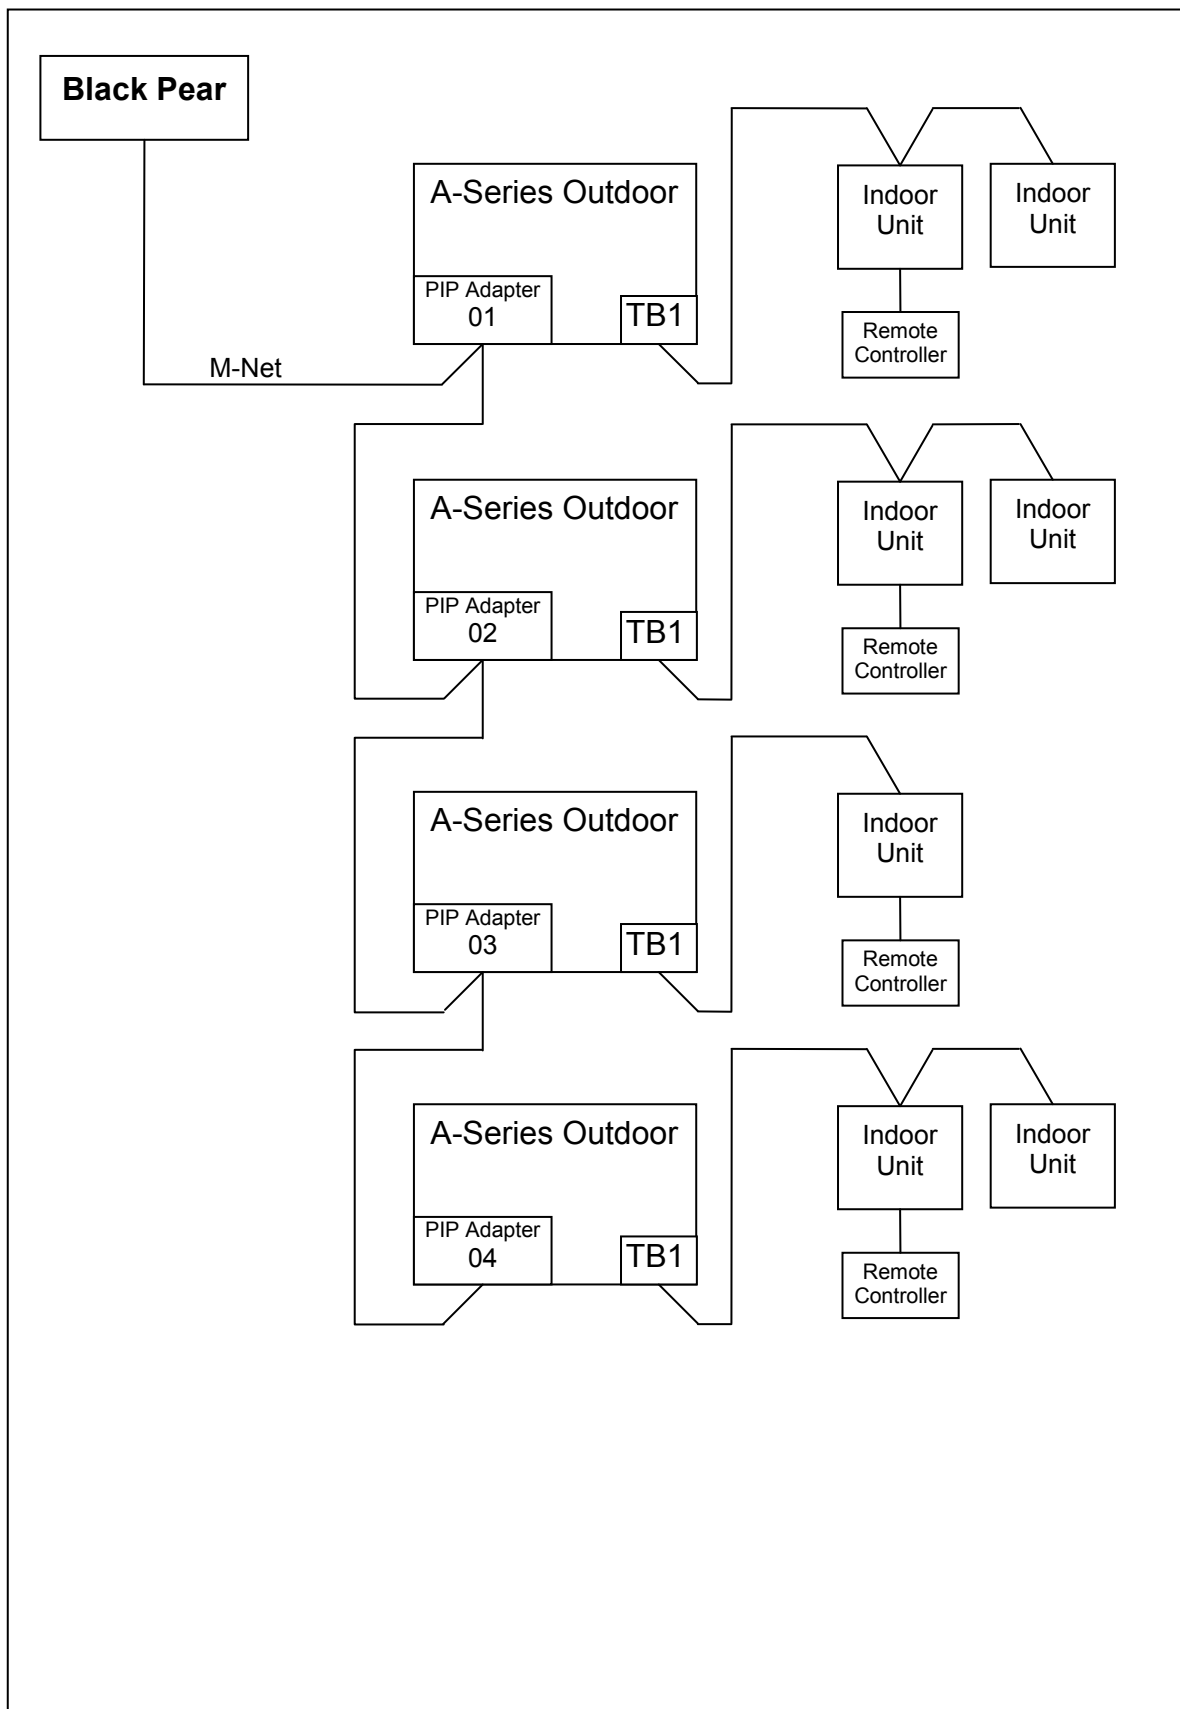 Black Pear
A-Series Outdoor
PIP Adapter
01
TB1
Indoor
Unit
Indoor
Unit
Remote
Controller
M-Net
A-Series Outdoor
PIP Adapter
02
TB1
Indoor
Unit
Indoor
Unit
Remote
Controller
A-Series Outdoor
PIP Adapter
03
TB1
Indoor
Unit
Remote
Controller
A-Series Outdoor
PIP Adapter
04
TB1
Indoor
Unit
Indoor
Unit
Remote
Controller